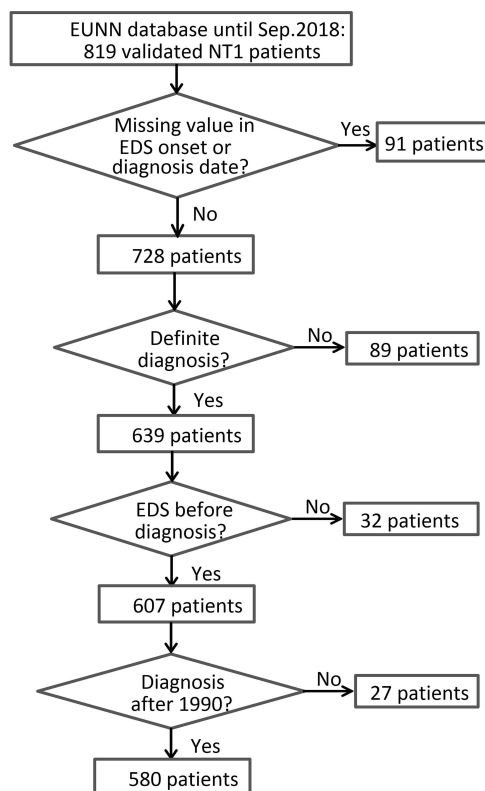 EUNN database until Sep.2018:
819 validated NT1 patients
Missing value in
EDS onset or
diagnosis date?
Yes
91 patients
No
728 patients
Definite
diagnosis?
No
89 patients
Yes
639 patients
EDS before
diagnosis?
No
32 patients
Yes
607 patients
Diagnosis
after 1990?
No
27 patients
Yes
580 patients